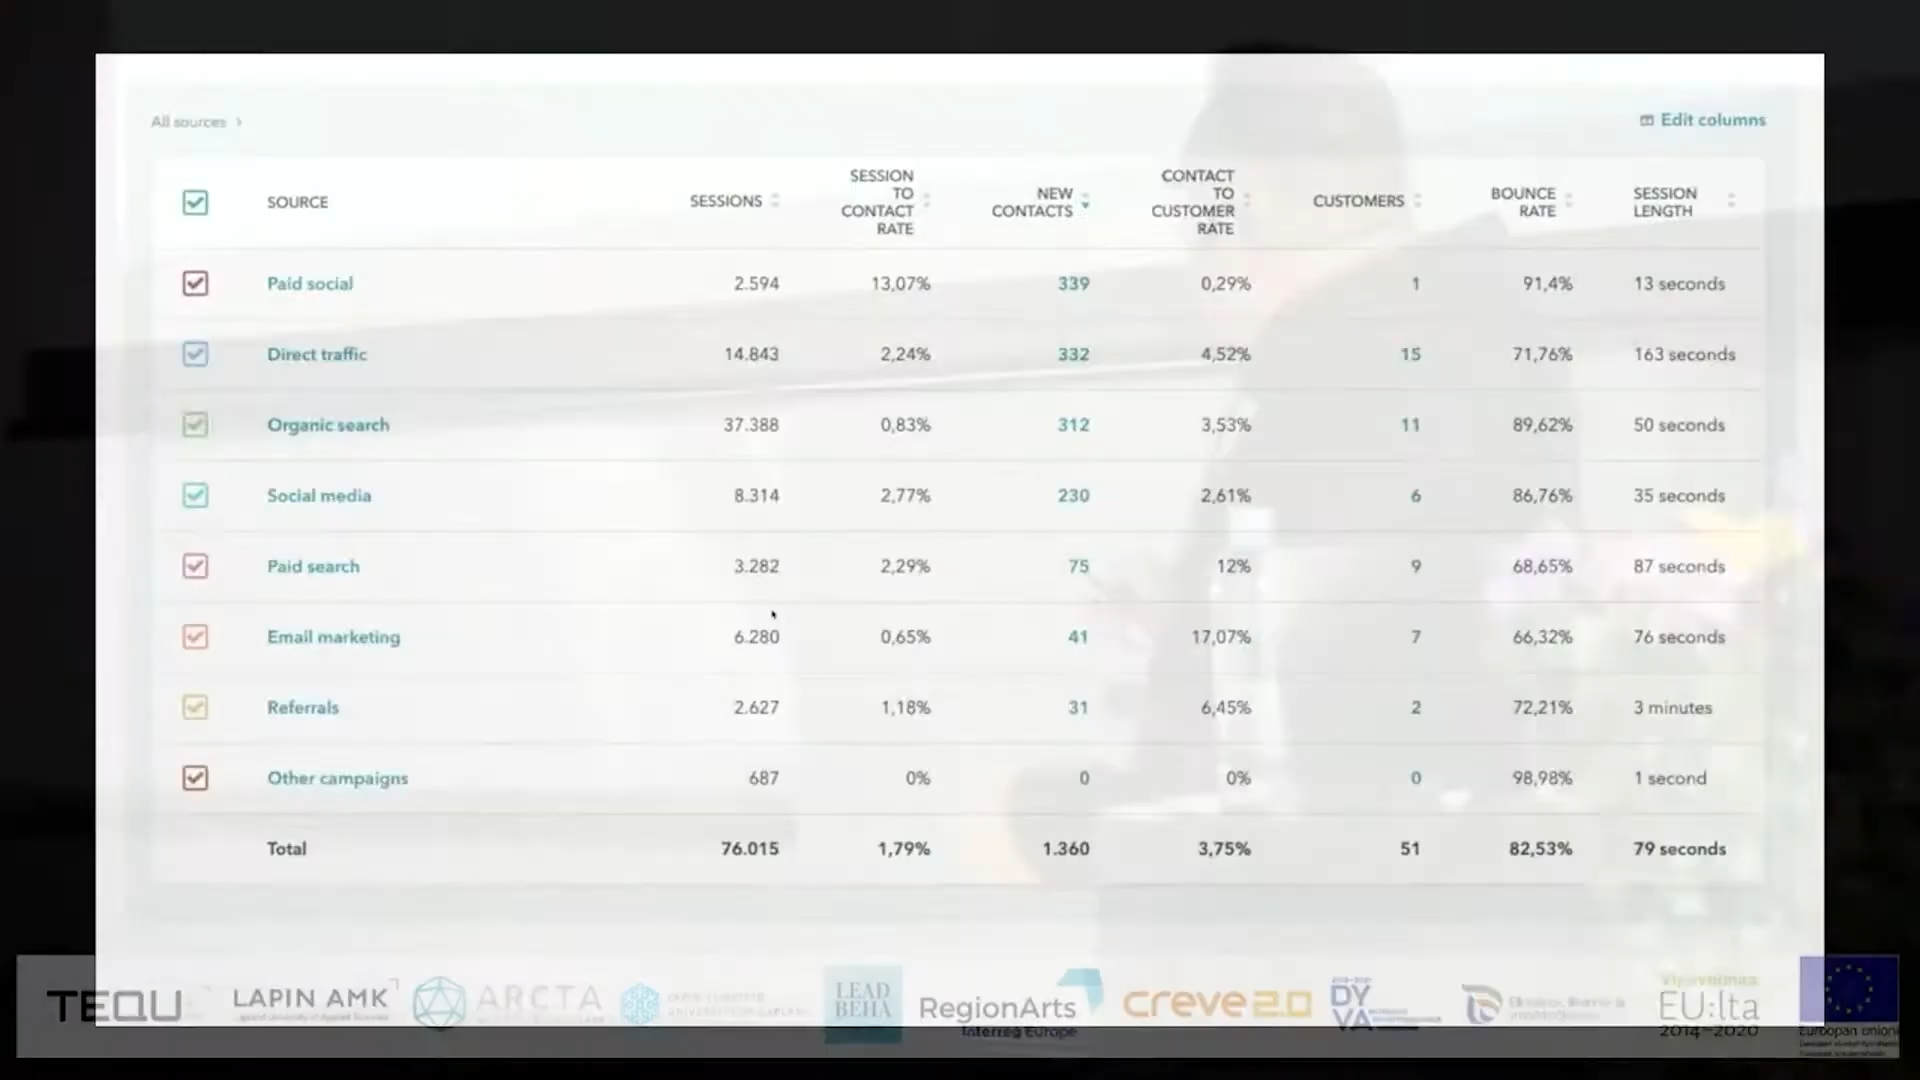 All sources >
Edit columns
SOURCE SESSIONS SESSION TO CONTACT RATE NEW CONTACTS CONTACT TO CUSTOMER RATE CUSTOMERS BOUNCE RATE SESSION LENGTH
Paid social 2.594 13,07% 339 0,29% 1 91,4% 13 seconds
Direct traffic 14.843 2,24% 332 4,52% 15 71,76% 163 seconds
Organic search 37.388 0,83% 312 3,53% 11 89,62% 50 seconds
Social media 8.314 2,77% 230 2,61% 6 86,76% 35 seconds
Paid search 3.282 2,29% 75 12% 9 68,65% 87 seconds
Email marketing 6.280 0,65% 41 17,07% 7 66,32% 76 seconds
Referrals 2.627 1,18% 31 6,45% 2 72,21% 3 minutes
Other campaigns 687 0% 0 0% 0 98,98% 1 second
Total 76.015 1,79% 1.360 3,75% 51 82,53% 79 seconds
TEQU
LAPIN AMK
ARCTA
LEAD
BEHA
RegionArts
Interreg Europe
creve2.0
DY
VA
Vipuvoimaa
EU:lta
2014–2020
Euroopan unioni